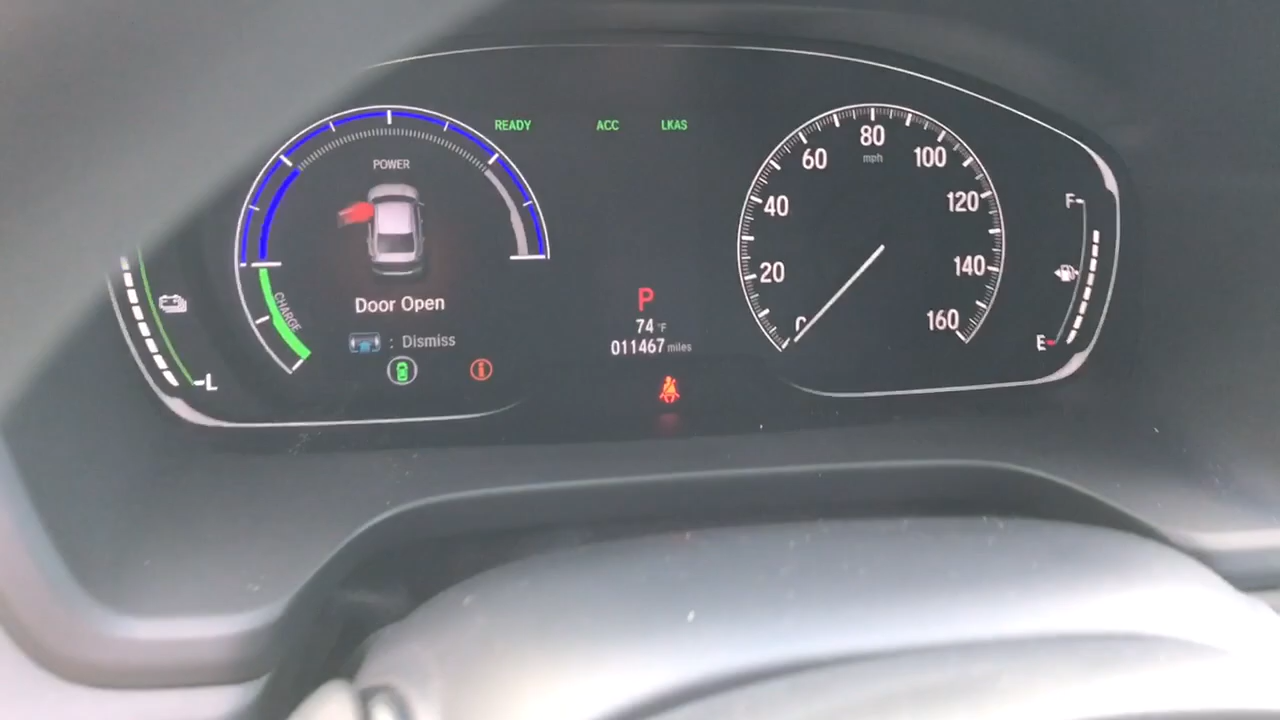 READY ACC LKAS
POWER
CHARGE
Door Open
: Dismiss
L
P
74 °F
011467 miles
0
20
40
60
80
mph
100
120
140
160
F
E